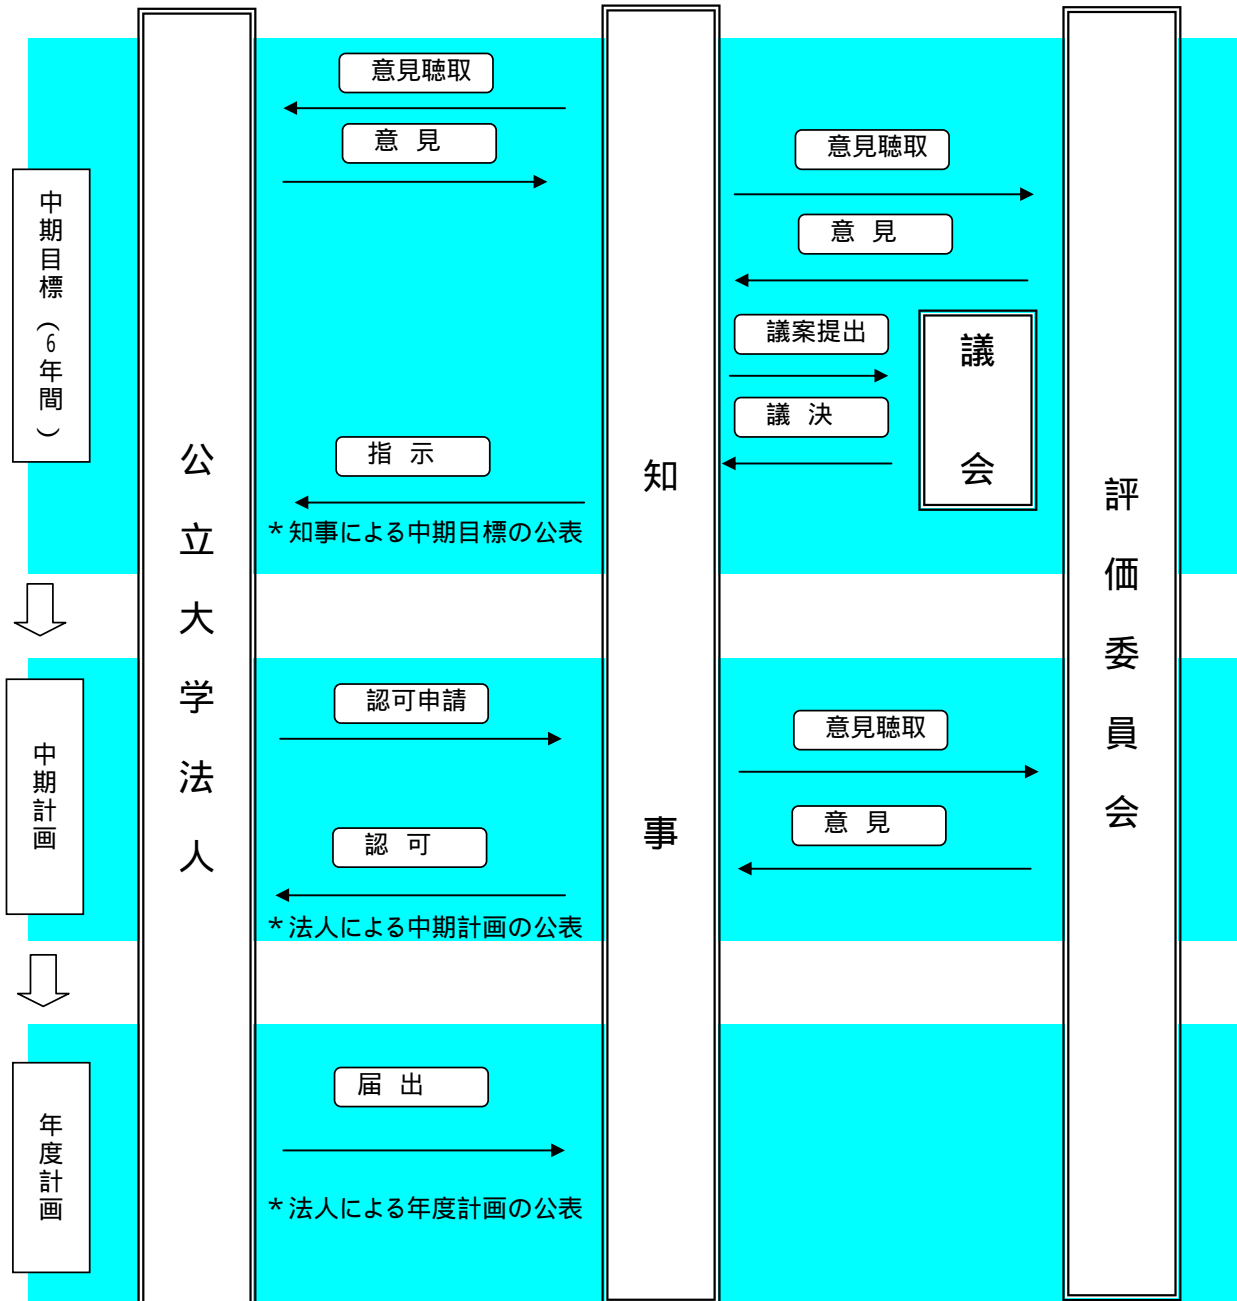 意見聴取
意 見
意見聴取
意 見
議案提出
議 決
議会
指 示
*知事による中期目標の公表
中期目標(6年間)
公立大学法人
知事
評価委員会
認可申請
意見聴取
意 見
認 可
*法人による中期計画の公表
中期計画
届 出
*法人による年度計画の公表
年度計画